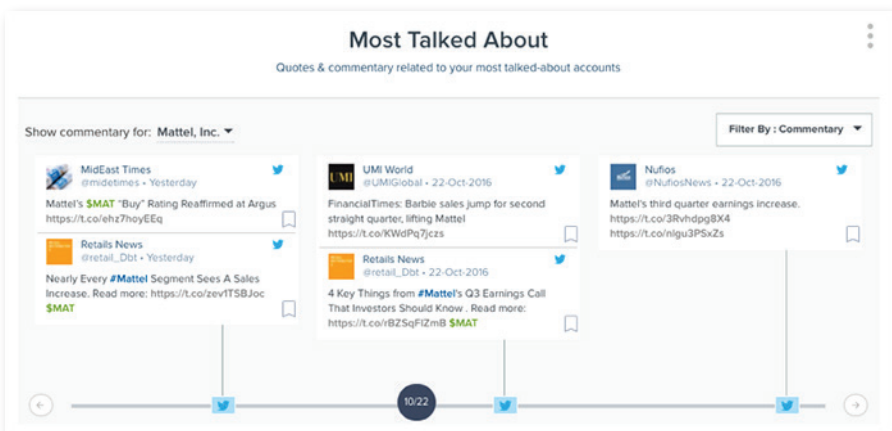 Most Talked About
Quotes & commentary related to your most talked-about accounts
Show commentary for: Mattel, Inc.
Filter By : Commentary
MidEast Times
@midetimes • Yesterday
Mattel's $MAT "Buy" Rating Reaffirmed at Argus
https://t.co/ehz7hoyEEq
Retails News
@retail_Dbt • Yesterday
Nearly Every #Mattel Segment Sees A Sales
Increase. Read more: https://t.co/zev1TSBJoc
$MAT
UMI
UMI World
@UMIGlobal • 22-Oct-2016
FinancialTimes: Barbie sales jump for second
straight quarter, lifting Mattel
https://t.co/KWdPq7jczs
Retails News
@retail_Dbt • 22-Oct-2016
4 Key Things from #Mattel's Q3 Earnings Call
That Investors Should Know . Read more:
https://t.co/rBZSqFlZmB $MAT
Nufios
@NufiosNews • 22-Oct-2016
Mattel's third quarter earnings increase.
https://t.co/3Rvhdpg8X4
https://t.co/nlgu3PSxZs
10/22